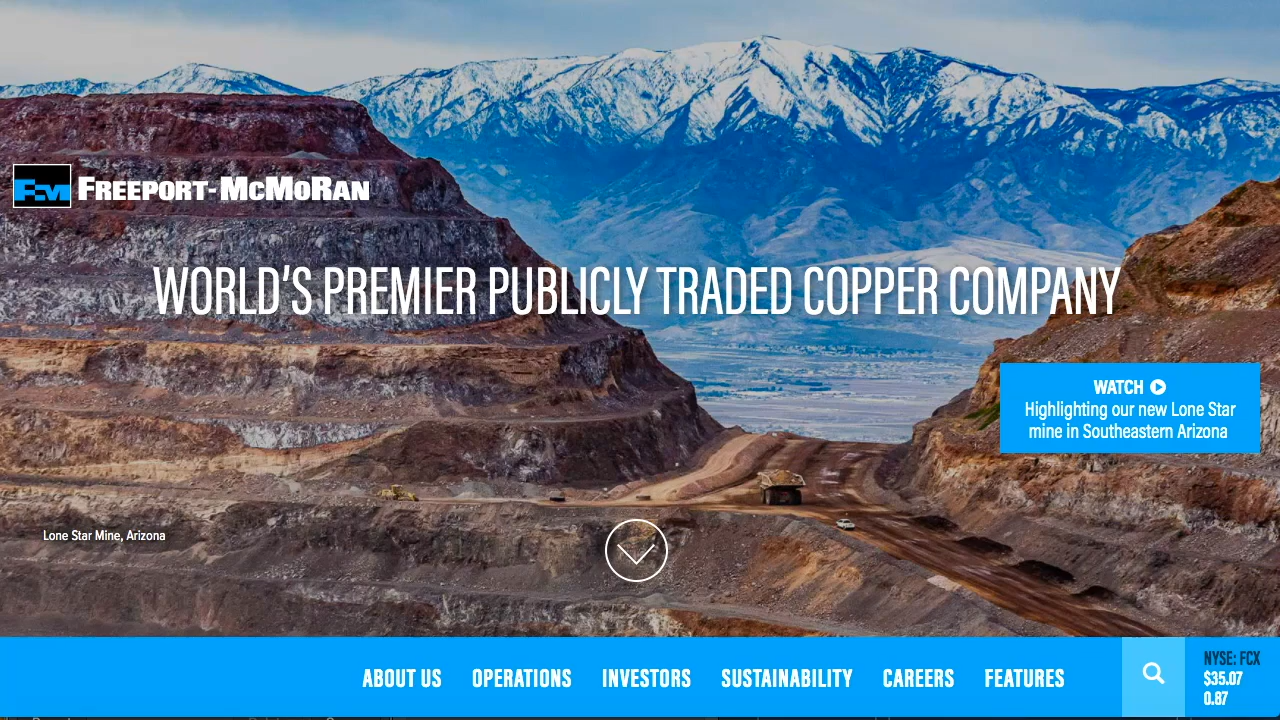 FCX FREEPORT-McMoRAN
WORLD'S PREMIER PUBLICLY TRADED COPPER COMPANY
WATCH
Highlighting our new Lone Star
mine in Southeastern Arizona
Lone Star Mine, Arizona
ABOUT US OPERATIONS INVESTORS SUSTAINABILITY CAREERS FEATURES
NYSE: FCX
$35.07
0.87